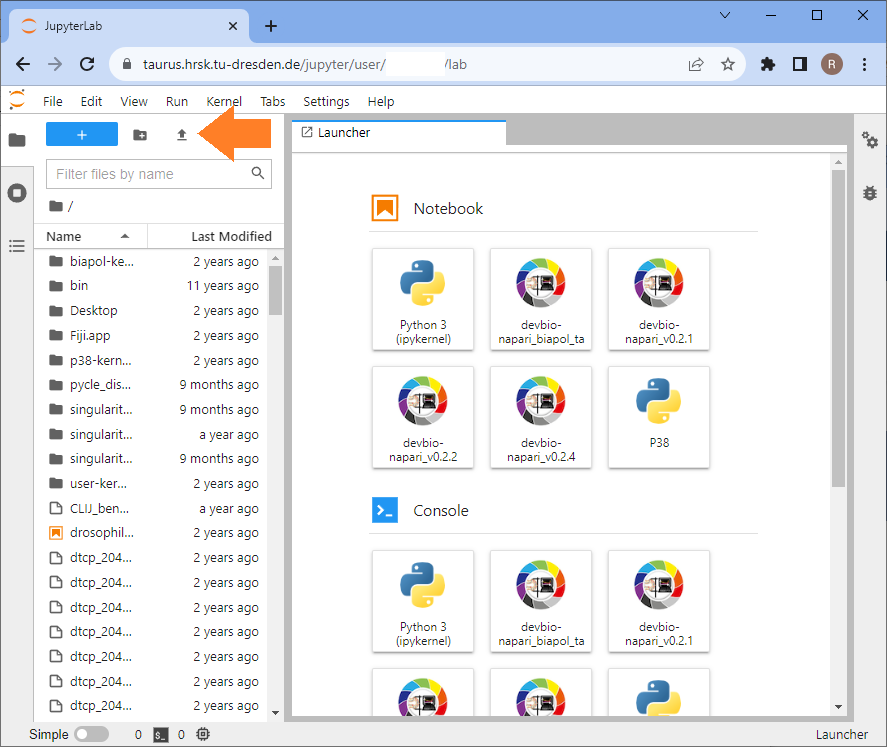 JupyterLab
taurus.hrsk.tu-dresden.de/jupyter/user/ /lab
R
File Edit View Run Kernel Tabs Settings Help
+
Launcher
Filter files by name
/
Name Last Modified
biapol-ke... 2 years ago
bin 11 years ago
Desktop 2 years ago
Fiji.app 2 years ago
p38-kern... 2 years ago
pycle_dis... 9 months ago
singularit... 9 months ago
singularit... a year ago
singularit... 9 months ago
user-ker... 2 years ago
CLIJ_ben... a year ago
drosophil... 2 years ago
dtcp_204... 2 years ago
dtcp_204... 2 years ago
dtcp_204... 2 years ago
dtcp_204... 2 years ago
dtcp_204... 2 years ago
dtcp_204... 2 years ago
dtcp_204... 2 years ago
Notebook
Python 3
(ipykernel)
devbio-
napari_biapol_ta
devbio-
napari_v0.2.1
devbio-
napari_v0.2.2
devbio-
napari_v0.2.4
P38
Console
Python 3
(ipykernel)
devbio-
napari_biapol_ta
devbio-
napari_v0.2.1
Simple 0 $_ 0 Launcher